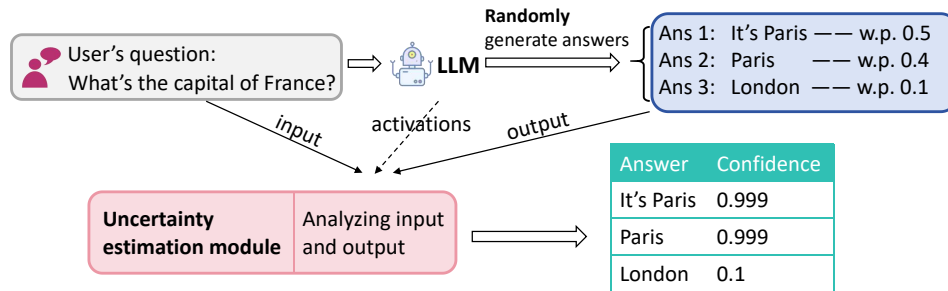 User's question:
What's the capital of France?
LLM
Randomly
generate answers
Ans 1: It's Paris —— w.p. 0.5
Ans 2: Paris —— w.p. 0.4
Ans 3: London —— w.p. 0.1
input
activations
output
Uncertainty
estimation module
Analyzing input
and output
Answer Confidence
It's Paris 0.999
Paris 0.999
London 0.1